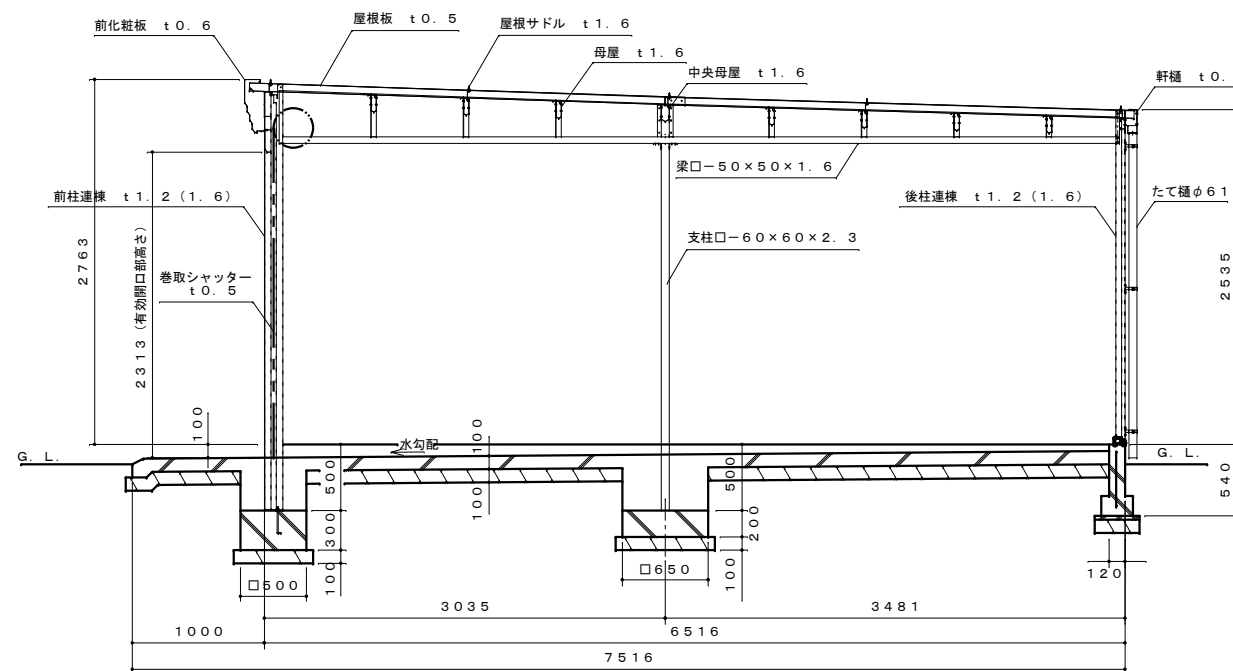 前化粧板　ｔ０．６
屋根板　ｔ０．５
屋根サドル　ｔ１．６
母屋　ｔ１．６
中央母屋　ｔ１．６
軒樋　ｔ０．
梁口－５０×５０×１．６
前柱連棟　ｔ１．２（１．６）
後柱連棟　ｔ１．２（１．６）
たて樋φ６１
支柱口－６０×６０×２．３
巻取シャッター
ｔ０．５
２７６３
２３１３（有効開口部高さ）
２５３５
１００
水勾配
１００
１００
Ｇ．Ｌ．
Ｇ．Ｌ．
５００
３００
１００
５００
２００
１００
５４０
□５００
□６５０
１２０
３０３５
３４８１
１０００
６５１６
７５１６